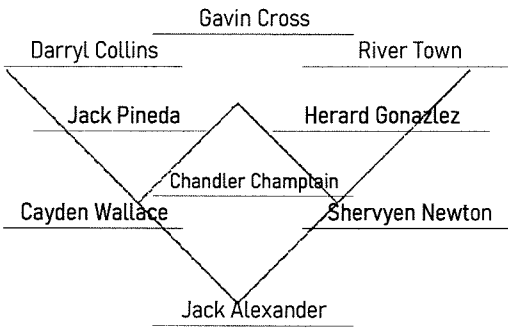 Gavin Cross
Darryl Collins
River Town
Jack Pineda
Herard Gonazlez
Chandler Champlain
Cayden Wallace
Shervyen Newton
Jack Alexander